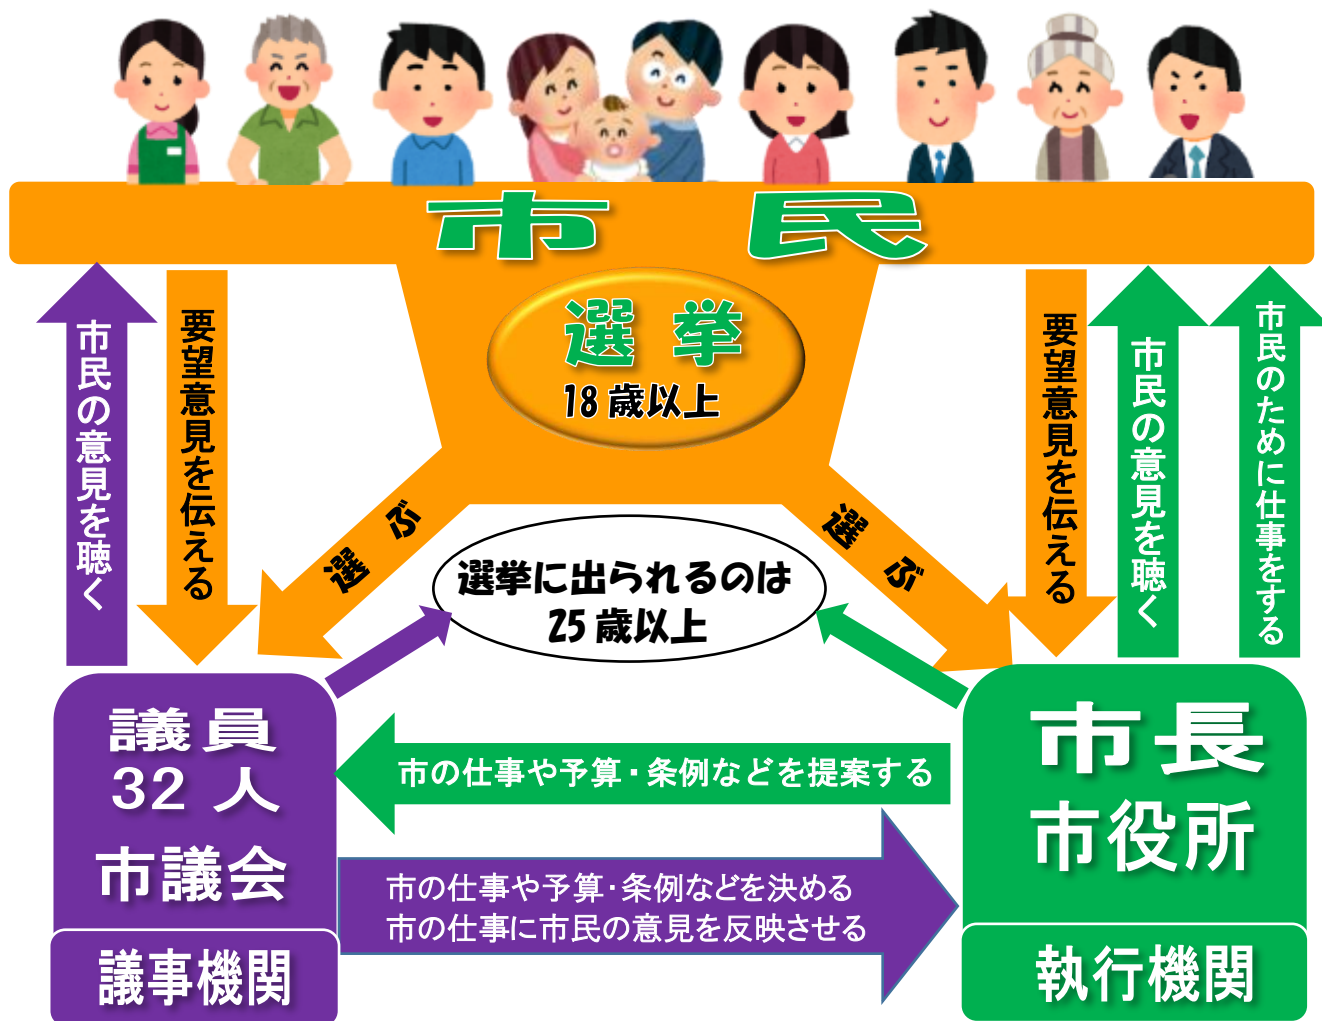 市民
選挙
18歳以上
市民の意見を聴く
要望意見を伝える
選ぶ
選ぶ
要望意見を伝える
市民の意見を聴く
市民のために仕事をする
選挙に出られるのは
25歳以上
議員
32人
市議会
議事機関
市の仕事や予算・条例などを提案する
市の仕事や予算・条例などを決める
市の仕事に市民の意見を反映させる
市長
市役所
執行機関